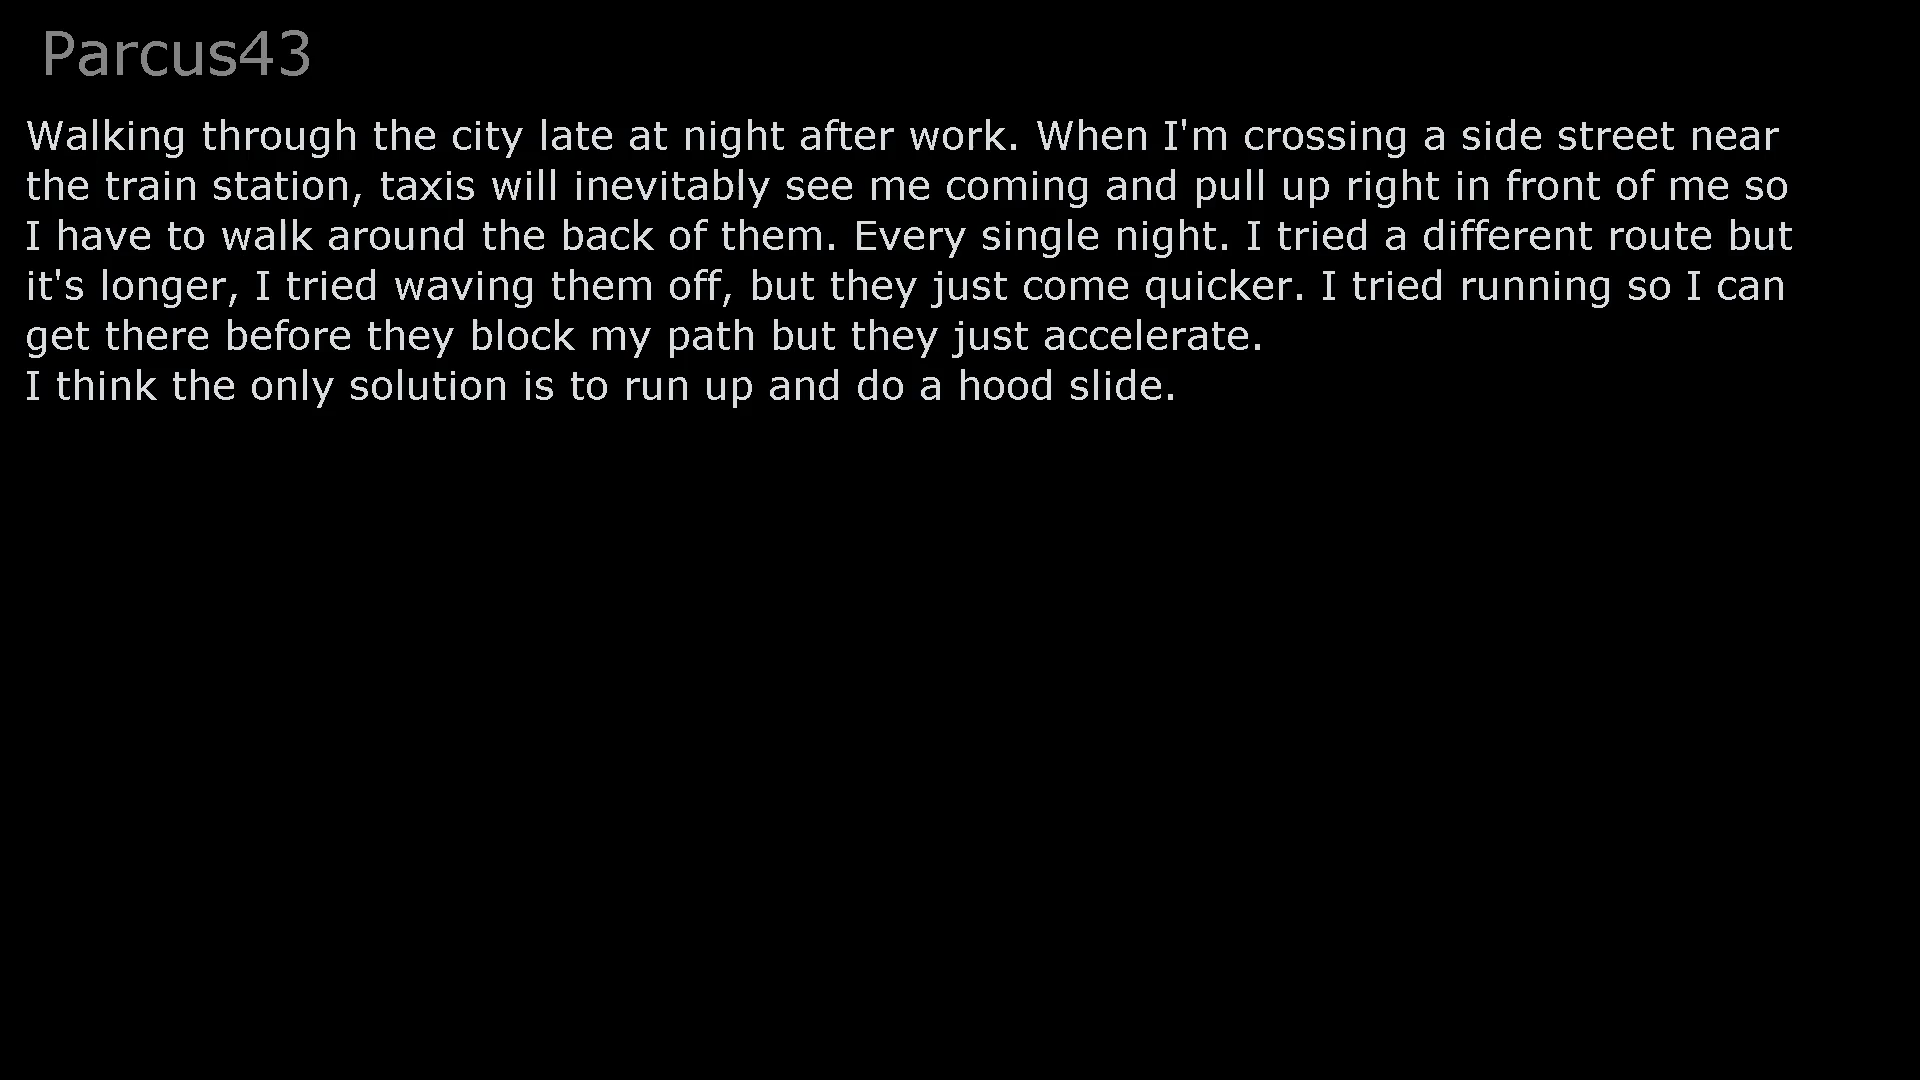 Parcus43
Walking through the city late at night after work. When I'm crossing a side street near
the train station, taxis will inevitably see me coming and pull up right in front of me so
I have to walk around the back of them. Every single night. I tried a different route but
it's longer, I tried waving them off, but they just come quicker. I tried running so I can
get there before they block my path but they just accelerate.
I think the only solution is to run up and do a hood slide.